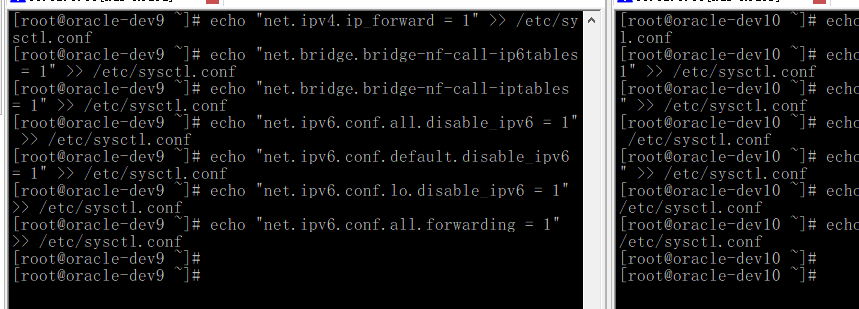 [root@oracle-dev9 ~]# echo "net.ipv4.ip_forward = 1" >> /etc/sy
sctl.conf
[root@oracle-dev9 ~]# echo "net.bridge.bridge-nf-call-ip6tables
 = 1" >> /etc/sysctl.conf
[root@oracle-dev9 ~]# echo "net.bridge.bridge-nf-call-iptables
= 1" >> /etc/sysctl.conf
[root@oracle-dev9 ~]# echo "net.ipv6.conf.all.disable_ipv6 = 1"
 >> /etc/sysctl.conf
[root@oracle-dev9 ~]# echo "net.ipv6.conf.default.disable_ipv6
= 1" >> /etc/sysctl.conf
[root@oracle-dev9 ~]# echo "net.ipv6.conf.lo.disable_ipv6 = 1"
>> /etc/sysctl.conf
[root@oracle-dev9 ~]# echo "net.ipv6.conf.all.forwarding = 1"
>> /etc/sysctl.conf
[root@oracle-dev9 ~]#
[root@oracle-dev9 ~]#
[root@oracle-dev10 ~]# echo
l.conf
[root@oracle-dev10 ~]# echo
1" >> /etc/sysctl.conf
[root@oracle-dev10 ~]# echo
" >> /etc/sysctl.conf
[root@oracle-dev10 ~]# echo
 /etc/sysctl.conf
[root@oracle-dev10 ~]# echo
" >> /etc/sysctl.conf
[root@oracle-dev10 ~]# echo
/etc/sysctl.conf
[root@oracle-dev10 ~]# echo
/etc/sysctl.conf
[root@oracle-dev10 ~]#
[root@oracle-dev10 ~]#